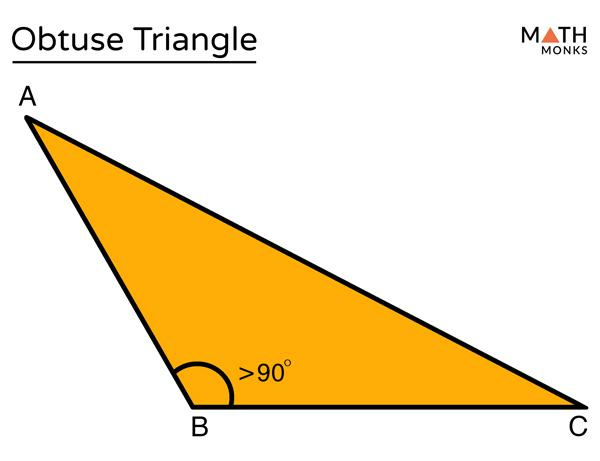 Obtuse Triangle
MATH
MONKS
A
>90°
B
C